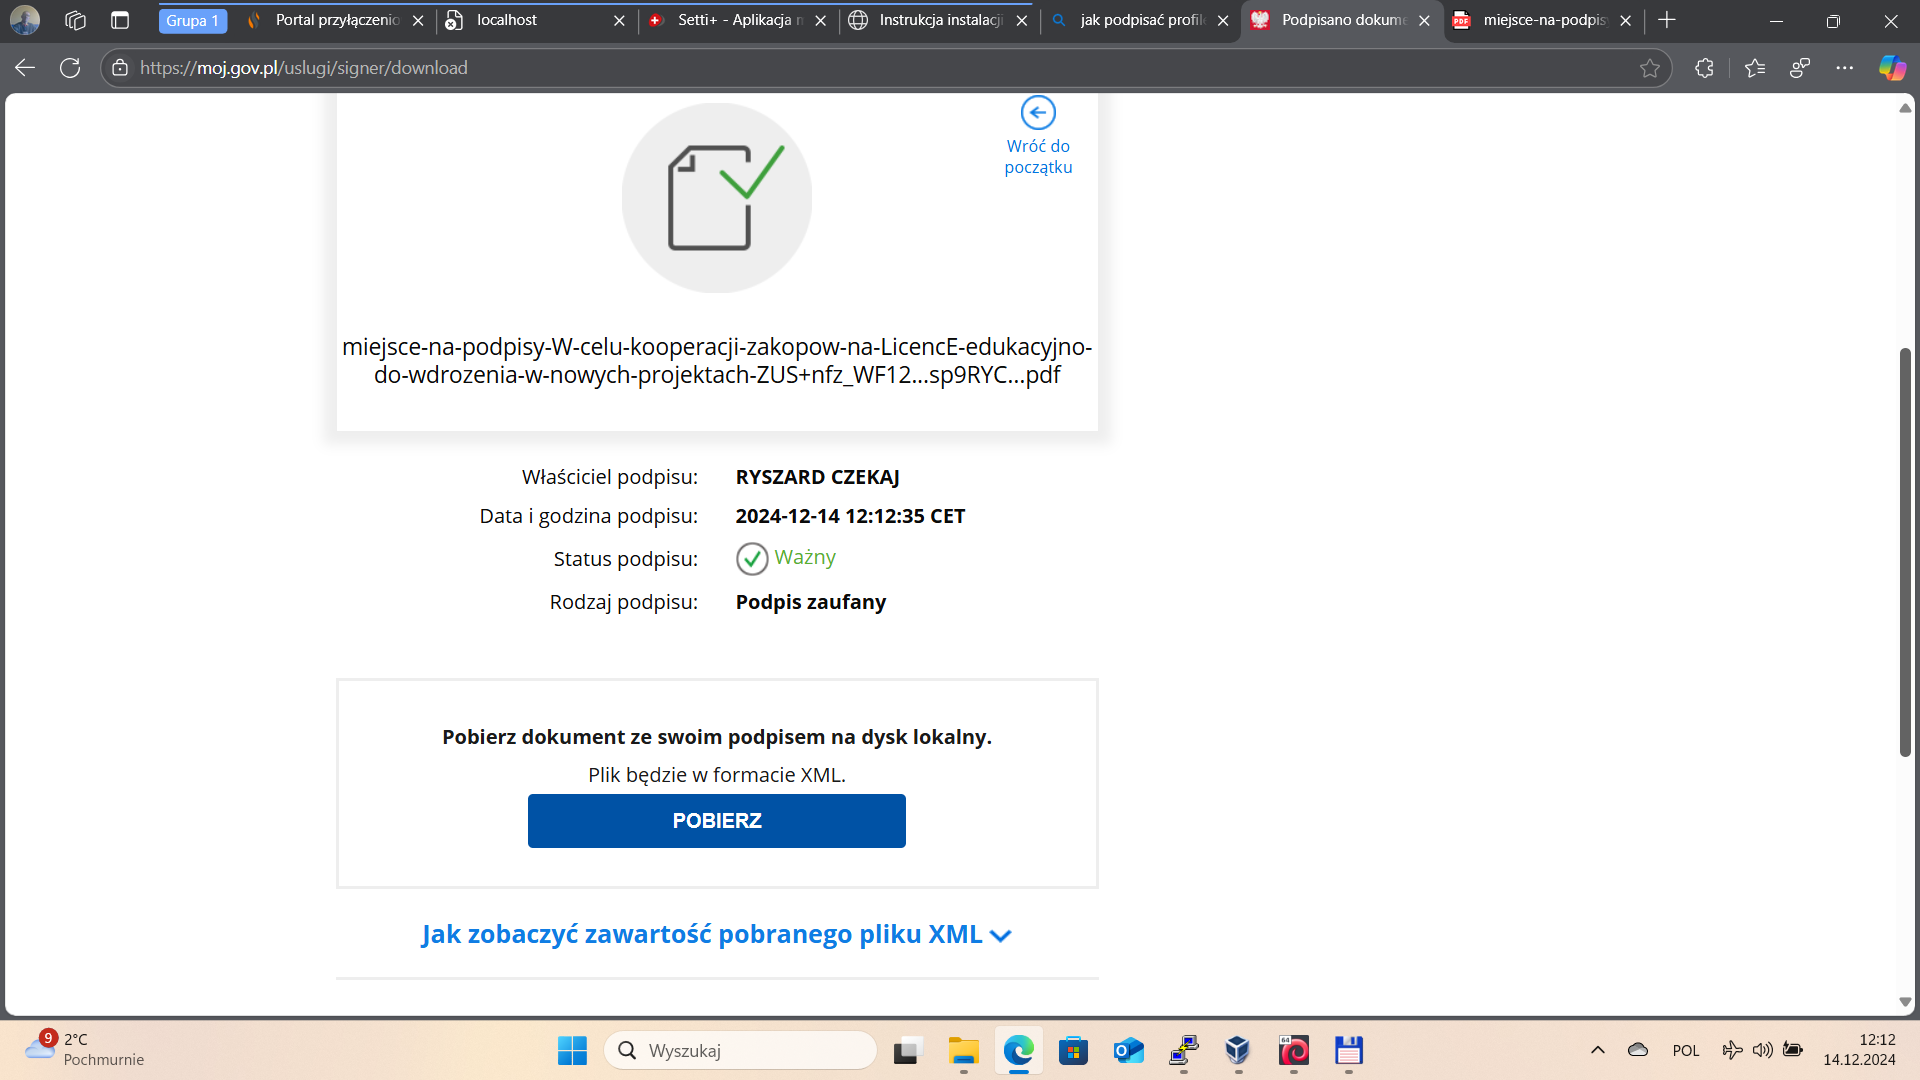 Grupa 1
Portal przyłączenio
localhost
Setti+ - Aplikacja m
Instrukcja instalacji
jak podpisać profile
Podpisano dokume
miejsce-na-podpis
https://moj.gov.pl/uslugi/signer/download
Wróć do
początku
miejsce-na-podpisy-W-celu-kooperacji-zakopow-na-LicencE-edukacyjno-
do-wdrozenia-w-nowych-projektach-ZUS+nfz_WF12...sp9RYC...pdf
Właściciel podpisu: RYSZARD CZEKAJ
Data i godzina podpisu: 2024-12-14 12:12:35 CET
Status podpisu: Ważny
Rodzaj podpisu: Podpis zaufany
Pobierz dokument ze swoim podpisem na dysk lokalny.
Plik będzie w formacie XML.
POBIERZ
Jak zobaczyć zawartość pobranego pliku XML
9
2°C
Pochmurnie
Wyszukaj
64
POL
12:12
14.12.2024